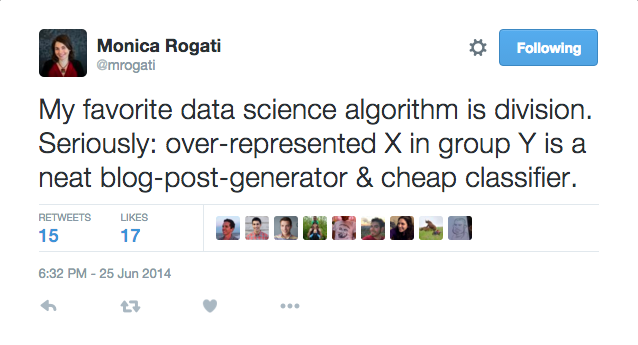 Monica Rogati
@mrogati
Following
My favorite data science algorithm is division.
Seriously: over-represented X in group Y is a
neat blog-post-generator & cheap classifier.
RETWEETS LIKES
15 17
6:32 PM - 25 Jun 2014